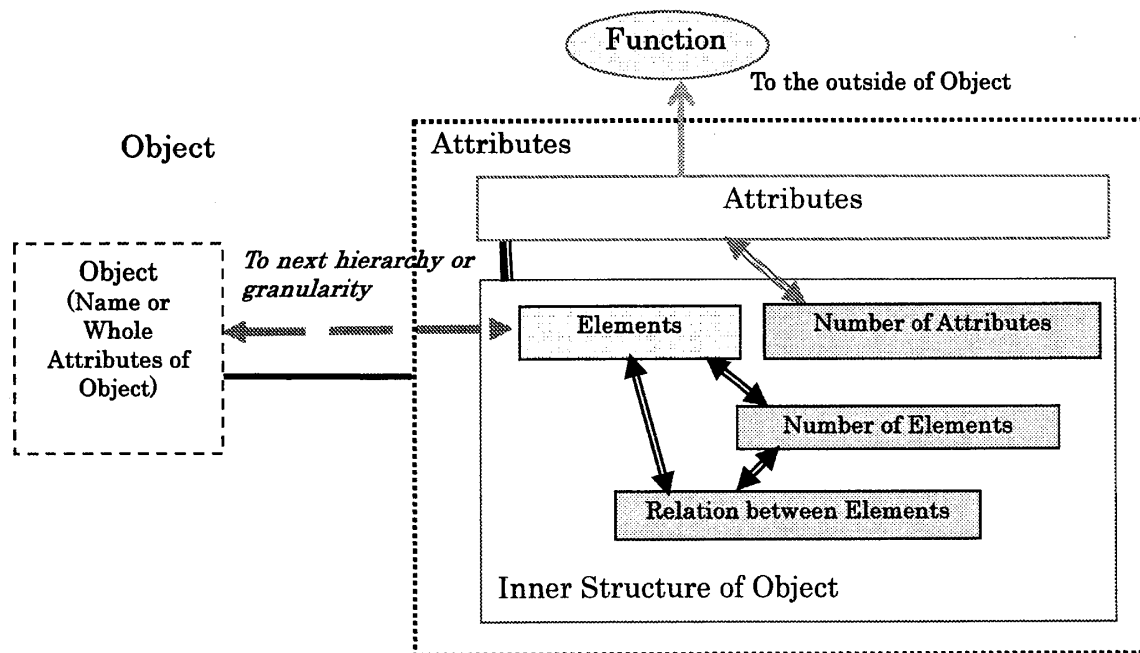 Function
To the outside of Object
Object
Attributes
Attributes
Object
(Name or
Whole
Attributes of
Object)
To next hierarchy or
granularity
Elements
Number of Attributes
Number of Elements
Relation between Elements
Inner Structure of Object